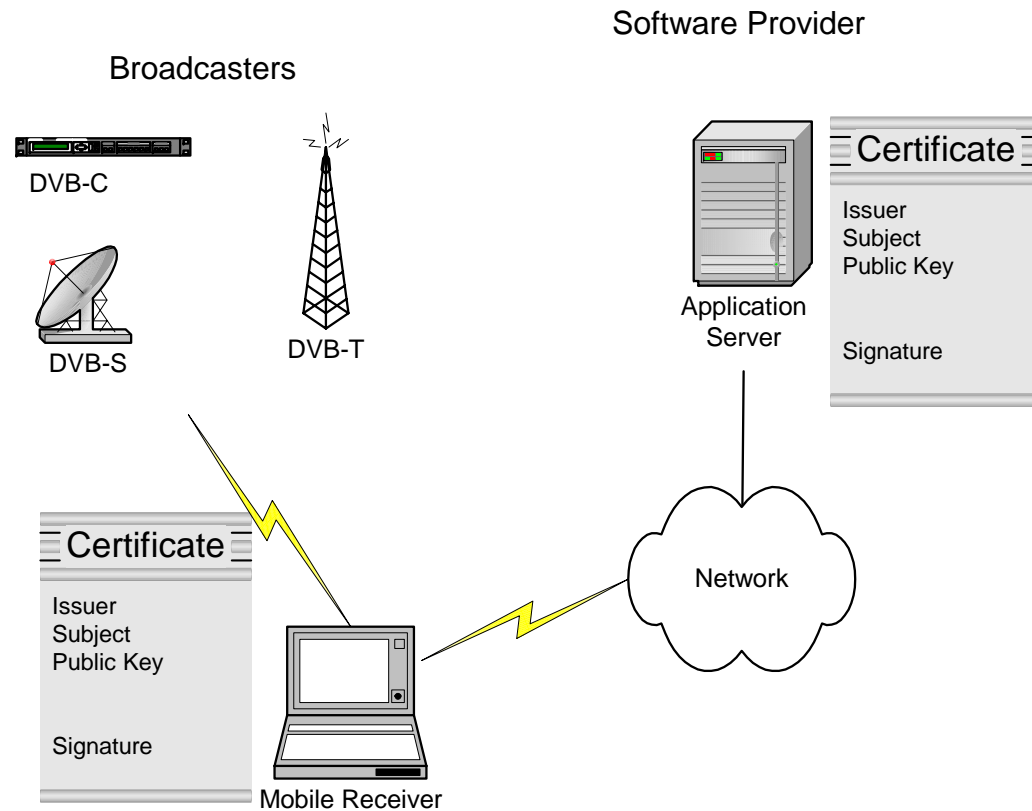 Software Provider
Broadcasters
DVB-C
DVB-S
DVB-T
Application
Server
Certificate
Issuer
Subject
Public Key
Signature
Network
Certificate
Issuer
Subject
Public Key
Signature
Mobile Receiver